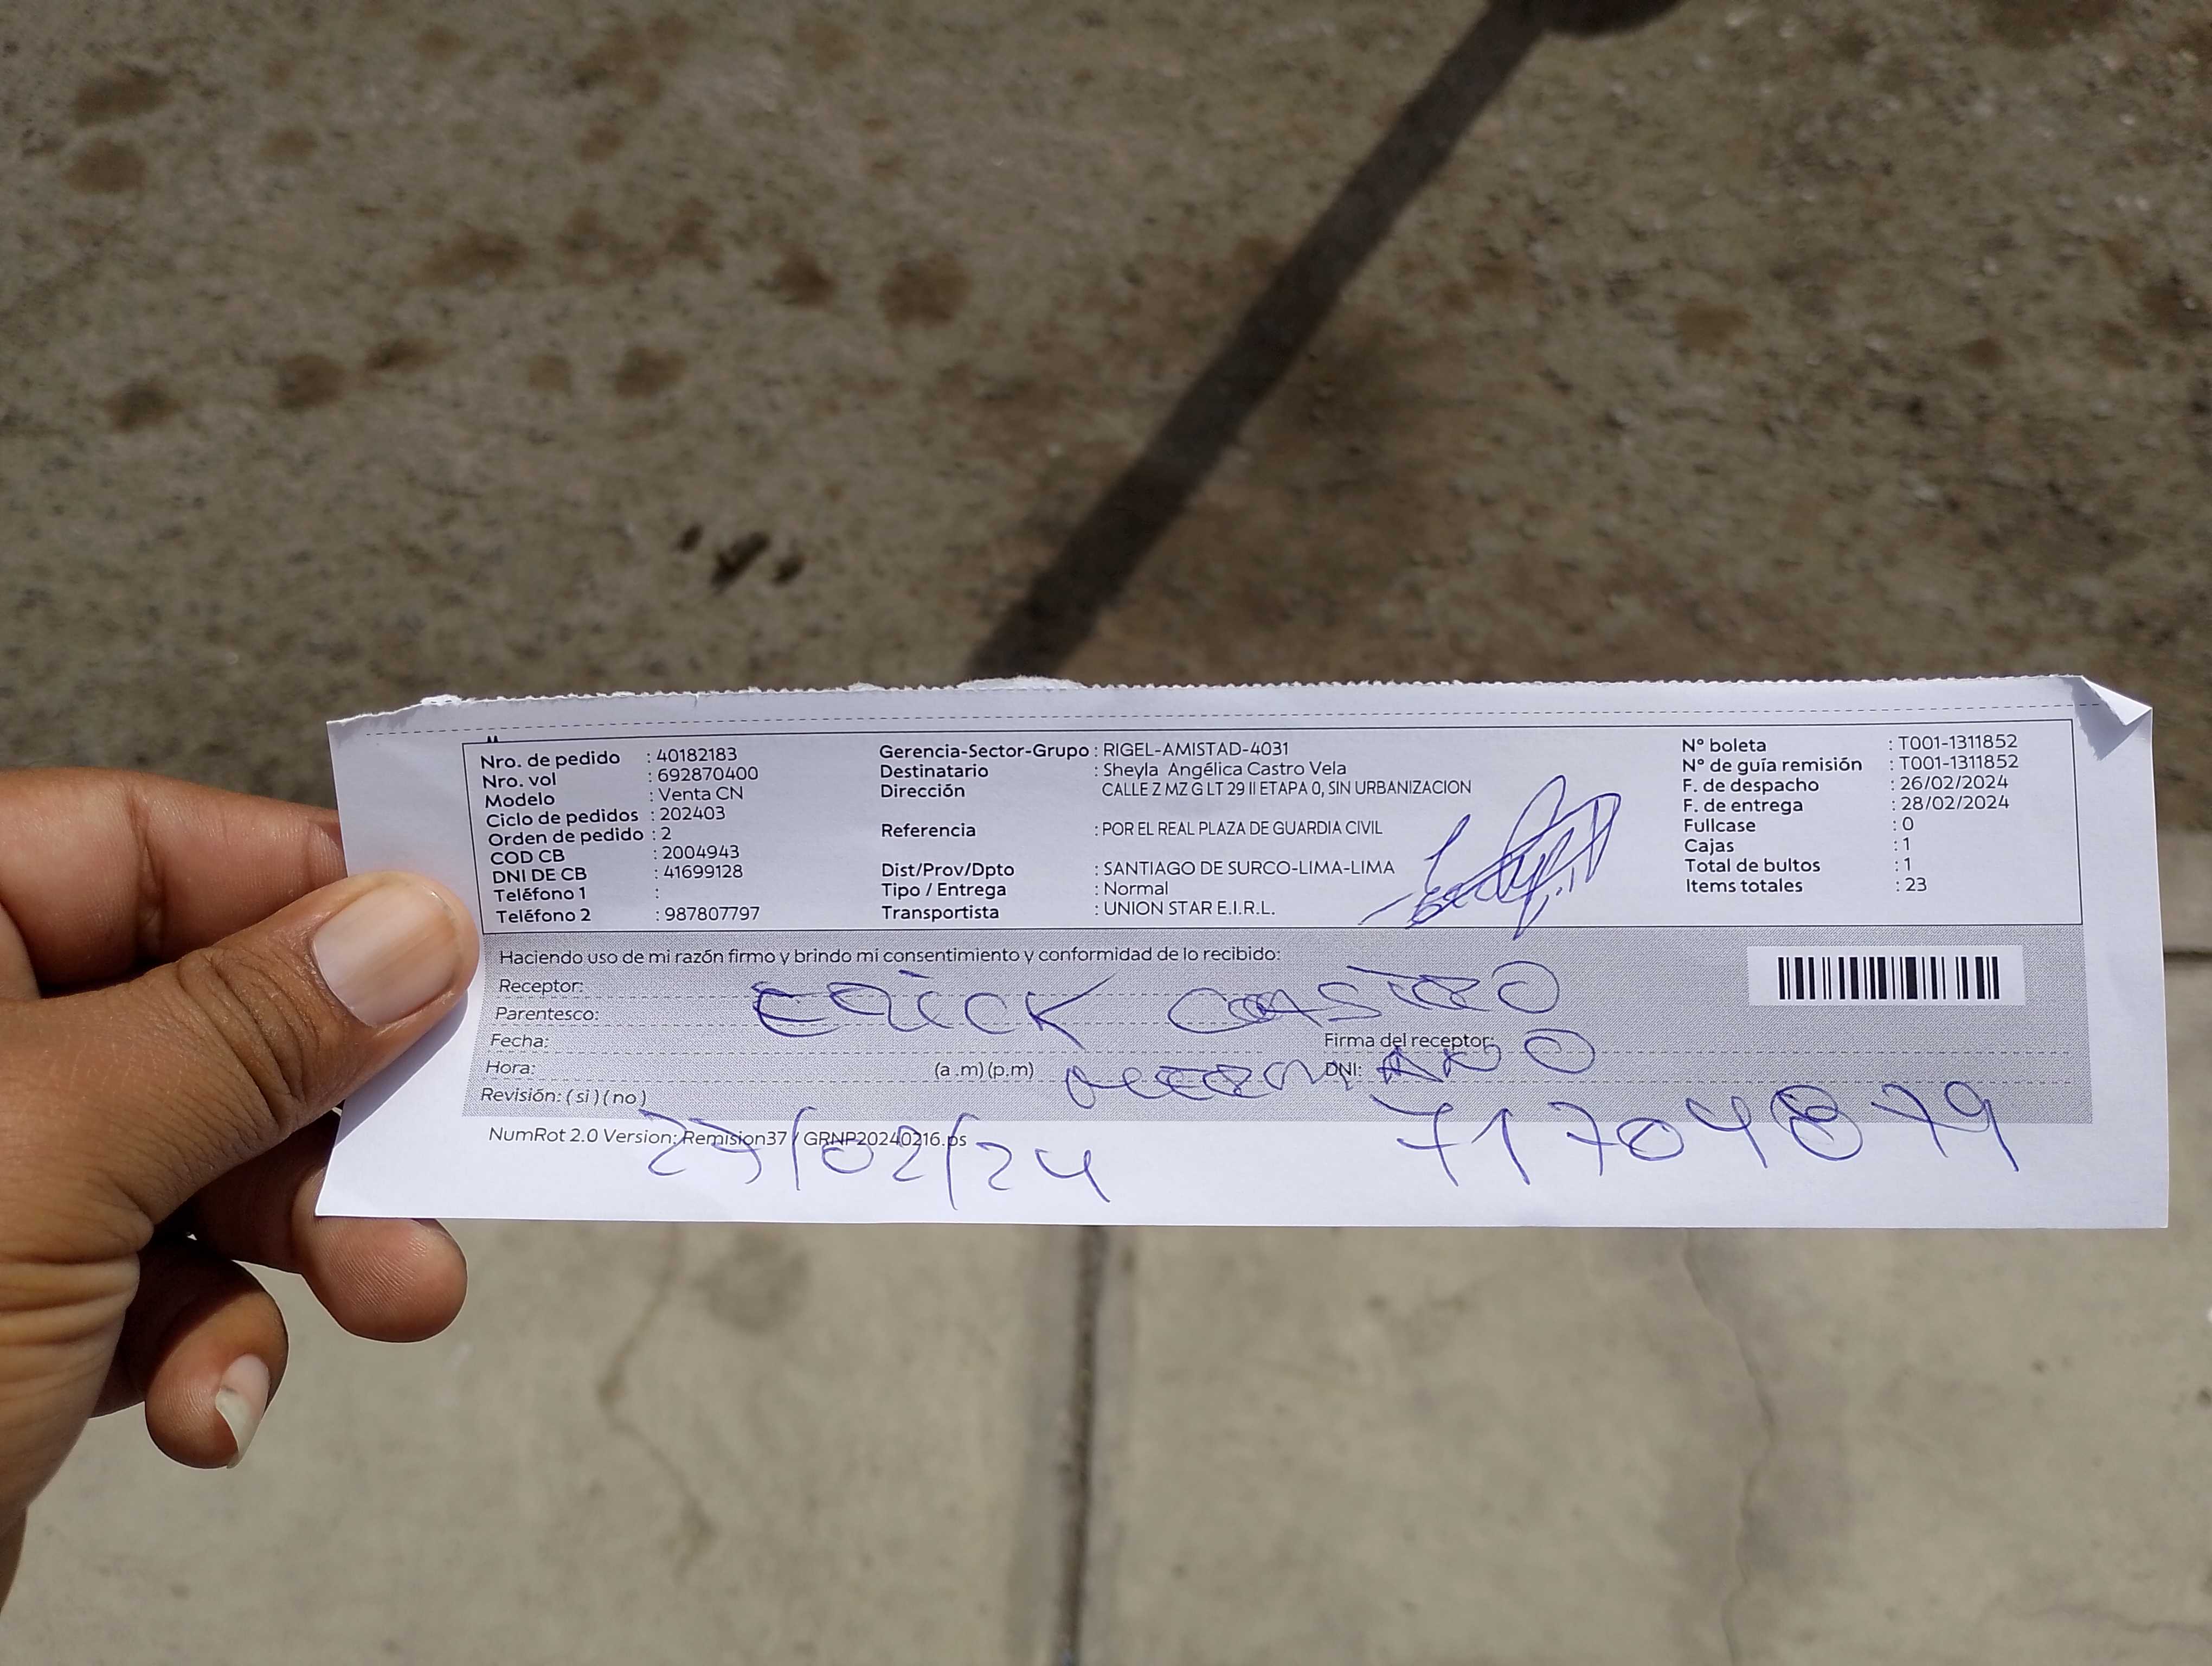 Nro. de pedido : 40182183
Nro. vol : 692870400
Modelo : Venta CN
Ciclo de pedidos : 202403
Orden de pedido : 2
COD CB : 2004943
DNI DE CB : 41699128
Teléfono 1 :
Teléfono 2 : 987807797
Gerencia-Sector-Grupo : RIGEL-AMISTAD-4031
Destinatario : Sheyla Angélica Castro Vela
Dirección CALLE Z MZ G LT 29 II ETAPA 0, SIN URBANIZACION
Referencia : POR EL REAL PLAZA DE GUARDIA CIVIL
Dist/Prov/Dpto : SANTIAGO DE SURCO-LIMA-LIMA
Tipo / Entrega : Normal
Transportista : UNION STAR E.I.R.L.
N° boleta : T001-1311852
N° de guía remisión : T001-1311852
F. de despacho : 26/02/2024
F. de entrega : 28/02/2024
Fullcase : 0
Cajas : 1
Total de bultos : 1
Items totales : 23
Haciendo uso de mi razón firmo y brindo mi consentimiento y conformidad de lo recibido:
Receptor: ERICK CASTRO
Parentesco:
Fecha: Firma del receptor:
Hora: (a .m) (p.m) DNI:
Revisión: ( si ) ( no )
NumRot 2.0 Version: Remision37 / GRNP20240216.ps
27/02/24 71704879